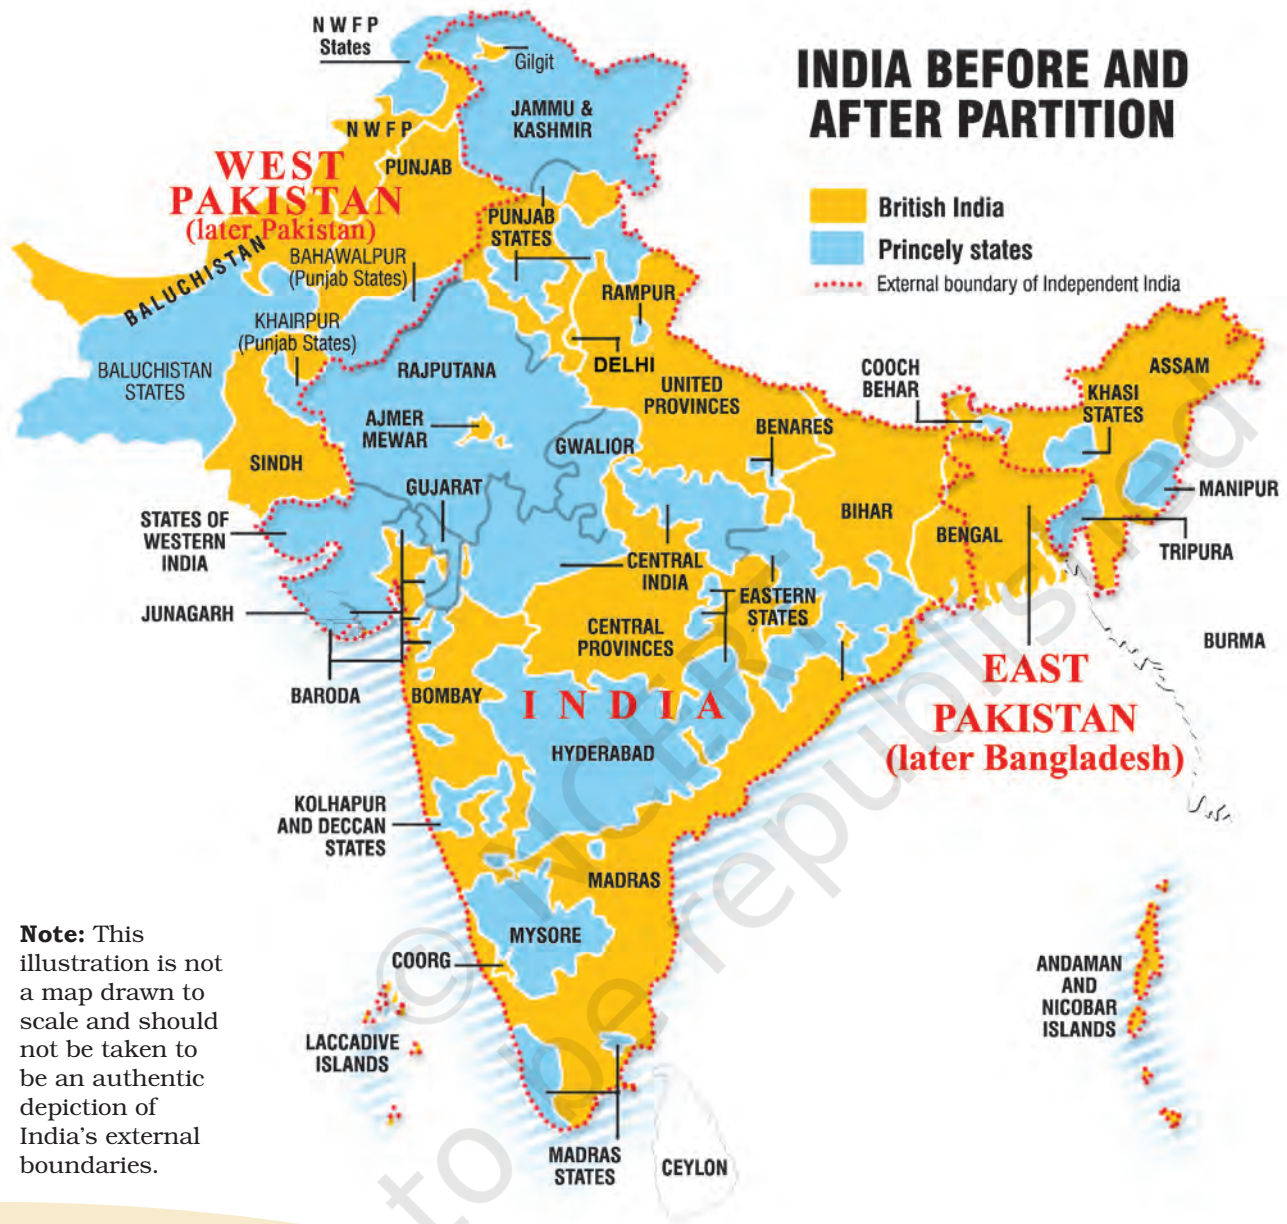 INDIA BEFORE AND
AFTER PARTITION
British India
Princely states
External boundary of Independent India
N W F P
States
Gilgit
JAMMU &
KASHMIR
N W F P
PUNJAB
WEST
PAKISTAN
(later Pakistan)
PUNJAB
STATES
BALUCHISTAN
BAHAWALPUR
(Punjab States)
RAMPUR
KHAIRPUR
(Punjab States)
BALUCHISTAN
STATES
RAJPUTANA
DELHI
UNITED
PROVINCES
COOCH
BEHAR
ASSAM
KHASI
STATES
AJMER
MEWAR
GWALIOR
BENARES
SINDH
GUJARAT
MANIPUR
STATES OF
WESTERN
INDIA
BIHAR
BENGAL
TRIPURA
CENTRAL
INDIA
EASTERN
STATES
JUNAGARH
CENTRAL
PROVINCES
BURMA
BARODA
BOMBAY
INDIA
EAST
PAKISTAN
(later Bangladesh)
HYDERABAD
KOLHAPUR
AND DECCAN
STATES
MADRAS
MYSORE
COORG
ANDAMAN
AND
NICOBAR
ISLANDS
LACCADIVE
ISLANDS
MADRAS
STATES
CEYLON
Note: This
illustration is not
a map drawn to
scale and should
not be taken to
be an authentic
depiction of
India's external
boundaries.
© NCERT
to be republished